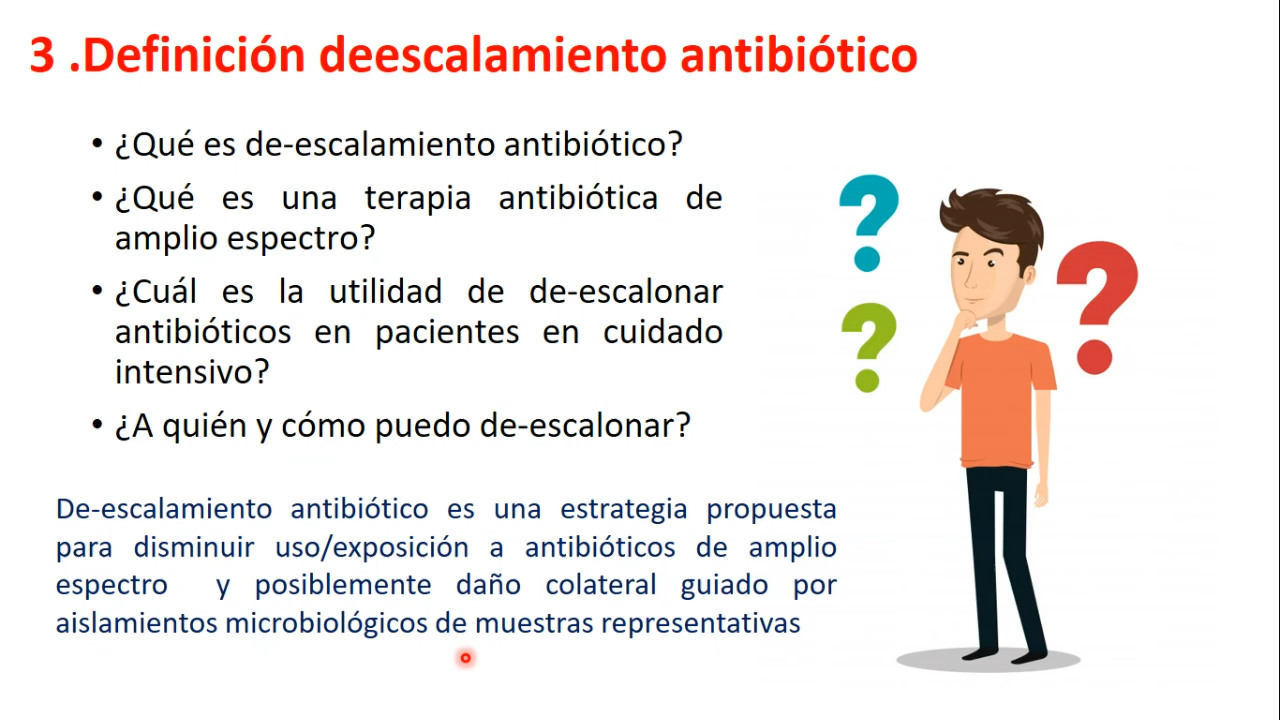 3 .Definición deescalamiento antibiótico
• ¿Qué es de-escalamiento antibiótico?
• ¿Qué es una terapia antibiótica de
amplio espectro?
• ¿Cuál es la utilidad de de-escalonar
antibióticos en pacientes en cuidado
intensivo?
• ¿A quién y cómo puedo de-escalonar?
De-escalamiento antibiótico es una estrategia propuesta
para disminuir uso/exposición a antibióticos de amplio
espectro y posiblemente daño colateral guiado por
aislamientos microbiológicos de muestras representativas
?
?
?